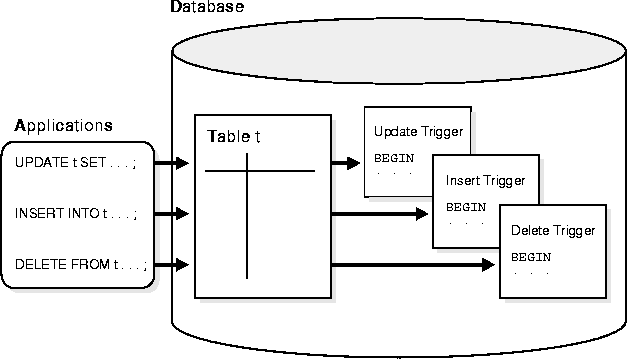 Database
Applications
UPDATE t SET . . . ;
INSERT INTO t . . . ;
DELETE FROM t . . . ;
Table t
Update Trigger
BEGIN
. . .
Insert Trigger
BEGIN
. . .
Delete Trigger
BEGIN
. . .